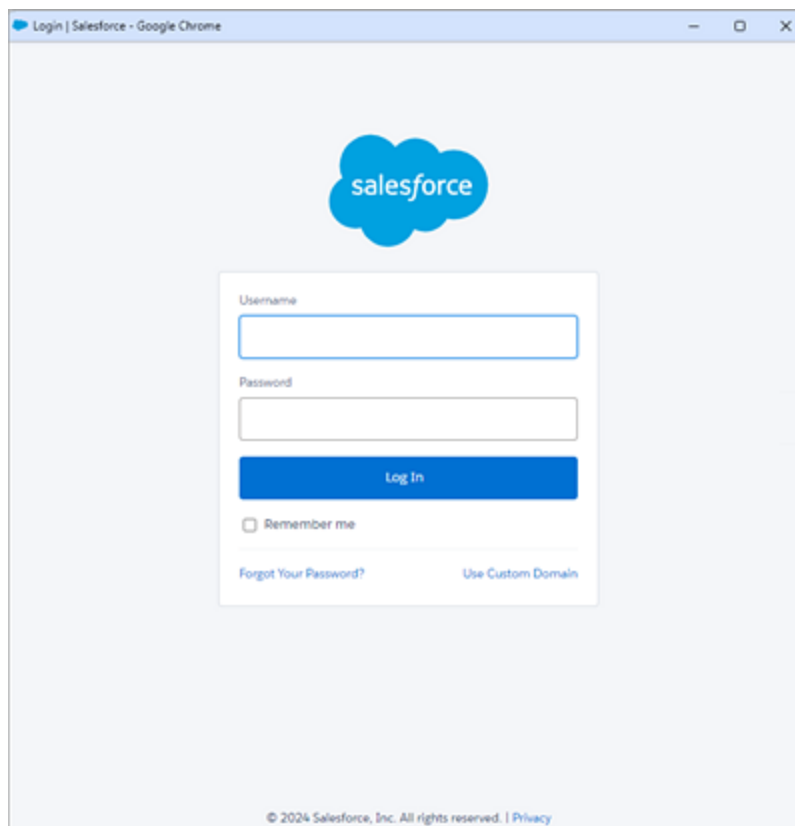 Login | Salesforce - Google Chrome
salesforce
Username
Password
Log In
Remember me
Forgot Your Password? Use Custom Domain
© 2024 Salesforce, Inc. All rights reserved. | Privacy